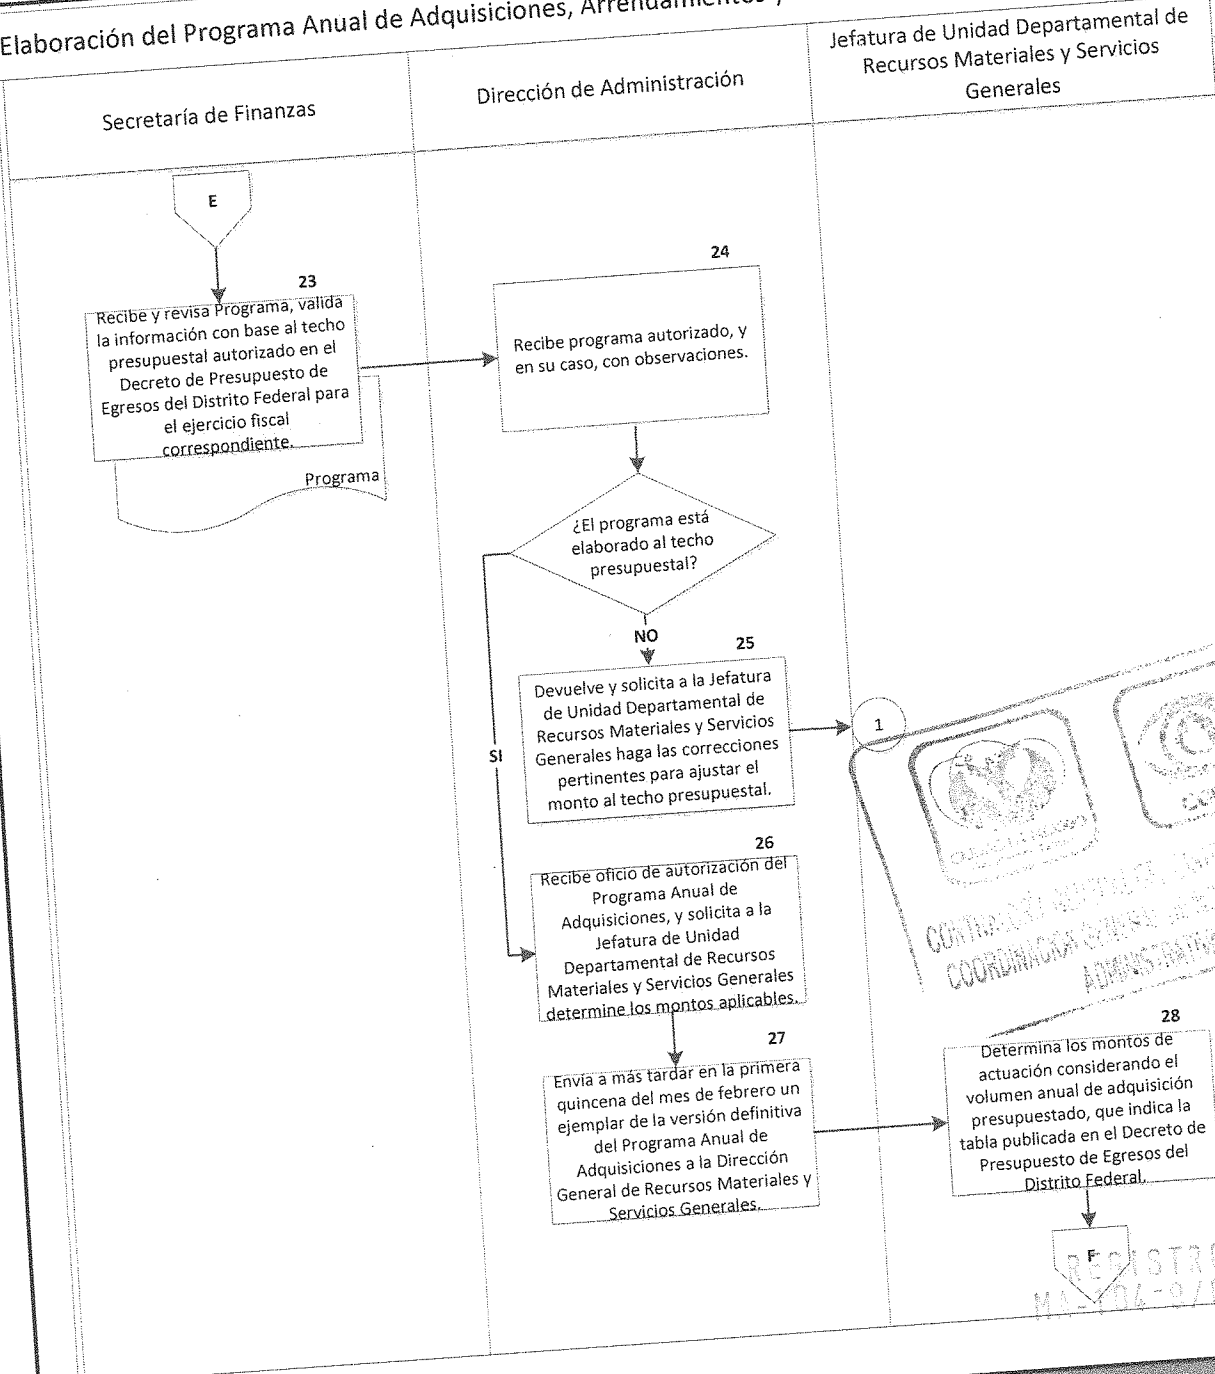 Elaboración del Programa Anual de Adquisiciones, Arrendamientos y
Secretaría de Finanzas
Dirección de Administración
Jefatura de Unidad Departamental de
Recursos Materiales y Servicios
Generales
E
23
Recibe y revisa Programa, valida
la información con base al techo
presupuestal autorizado en el
Decreto de Presupuesto de
Egresos del Distrito Federal para
el ejercicio fiscal
correspondiente.
Programa
24
Recibe programa autorizado, y
en su caso, con observaciones.
¿El programa está
elaborado al techo
presupuestal?
NO
SI
25
Devuelve y solicita a la Jefatura
de Unidad Departamental de
Recursos Materiales y Servicios
Generales haga las correcciones
pertinentes para ajustar el
monto al techo presupuestal.
1
26
Recibe oficio de autorización del
Programa Anual de
Adquisiciones, y solicita a la
Jefatura de Unidad
Departamental de Recursos
Materiales y Servicios Generales
determine los montos aplicables.
27
Envía a más tardar en la primera
quincena del mes de febrero un
ejemplar de la versión definitiva
del Programa Anual de
Adquisiciones a la Dirección
General de Recursos Materiales y
Servicios Generales.
COORDINACIÓN GENERAL
28
Determina los montos de
actuación considerando el
volumen anual de adquisición
presupuestado, que indica la
tabla publicada en el Decreto de
Presupuesto de Egresos del
Distrito Federal.
F
REGISTR